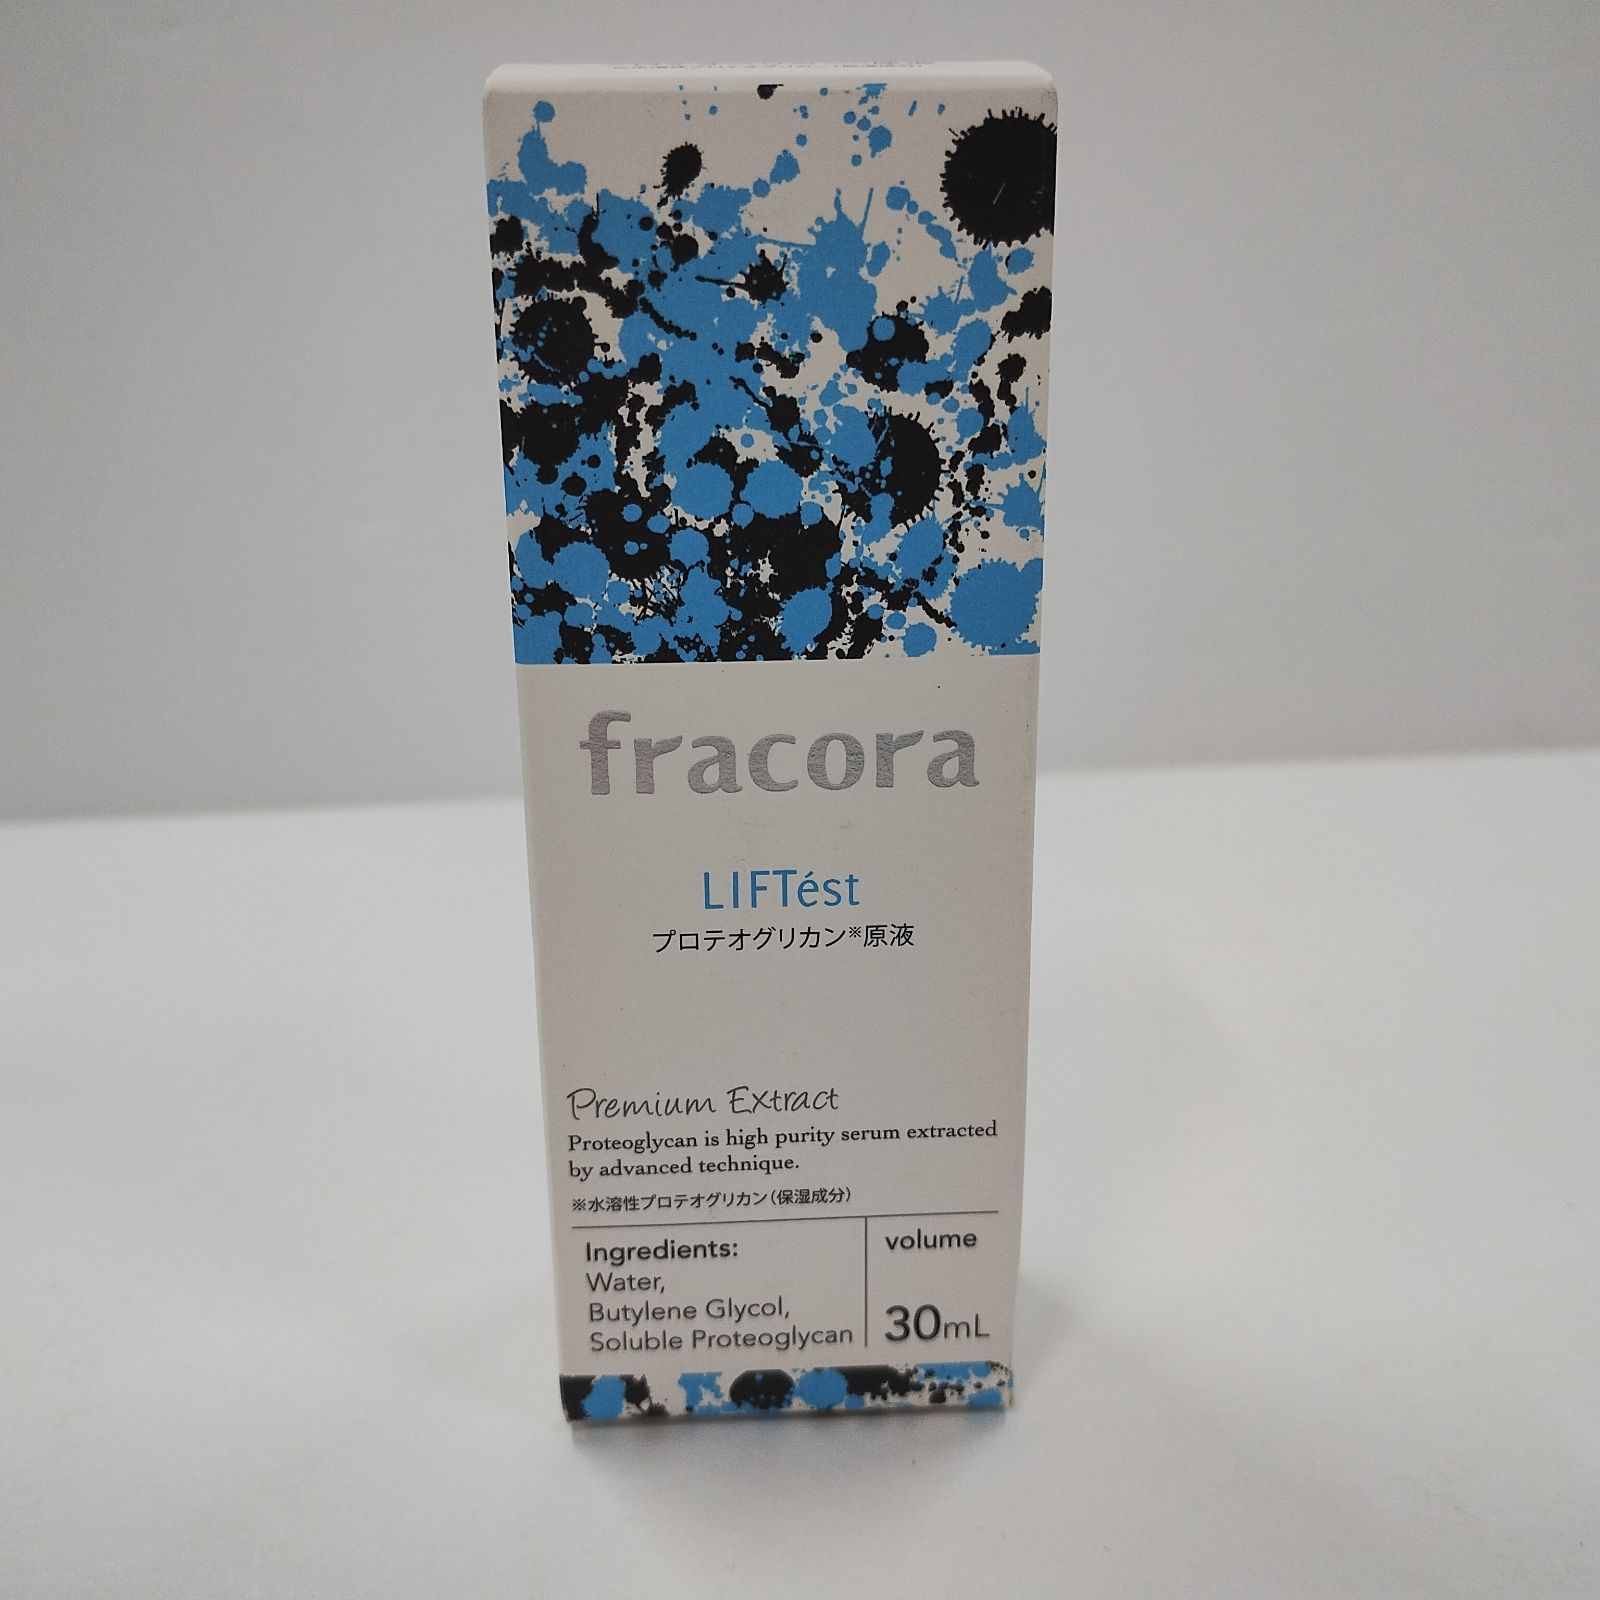 fracora
LIFTést
プロテオグリカン※原液
Premium Extract
Proteoglycan is high purity serum extracted
by advanced technique.
※水溶性プロテオグリカン（保湿成分）
Ingredients:
Water,
Butylene Glycol,
Soluble Proteoglycan
volume
30mL